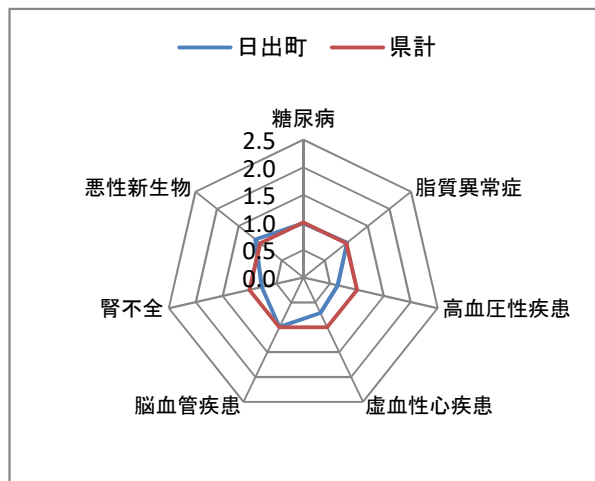 日出町 県計
糖尿病
2.5
2.0
1.5
1.0
0.5
0.0
脂質異常症
高血圧性疾患
虚血性心疾患
脳血管疾患
腎不全
悪性新生物